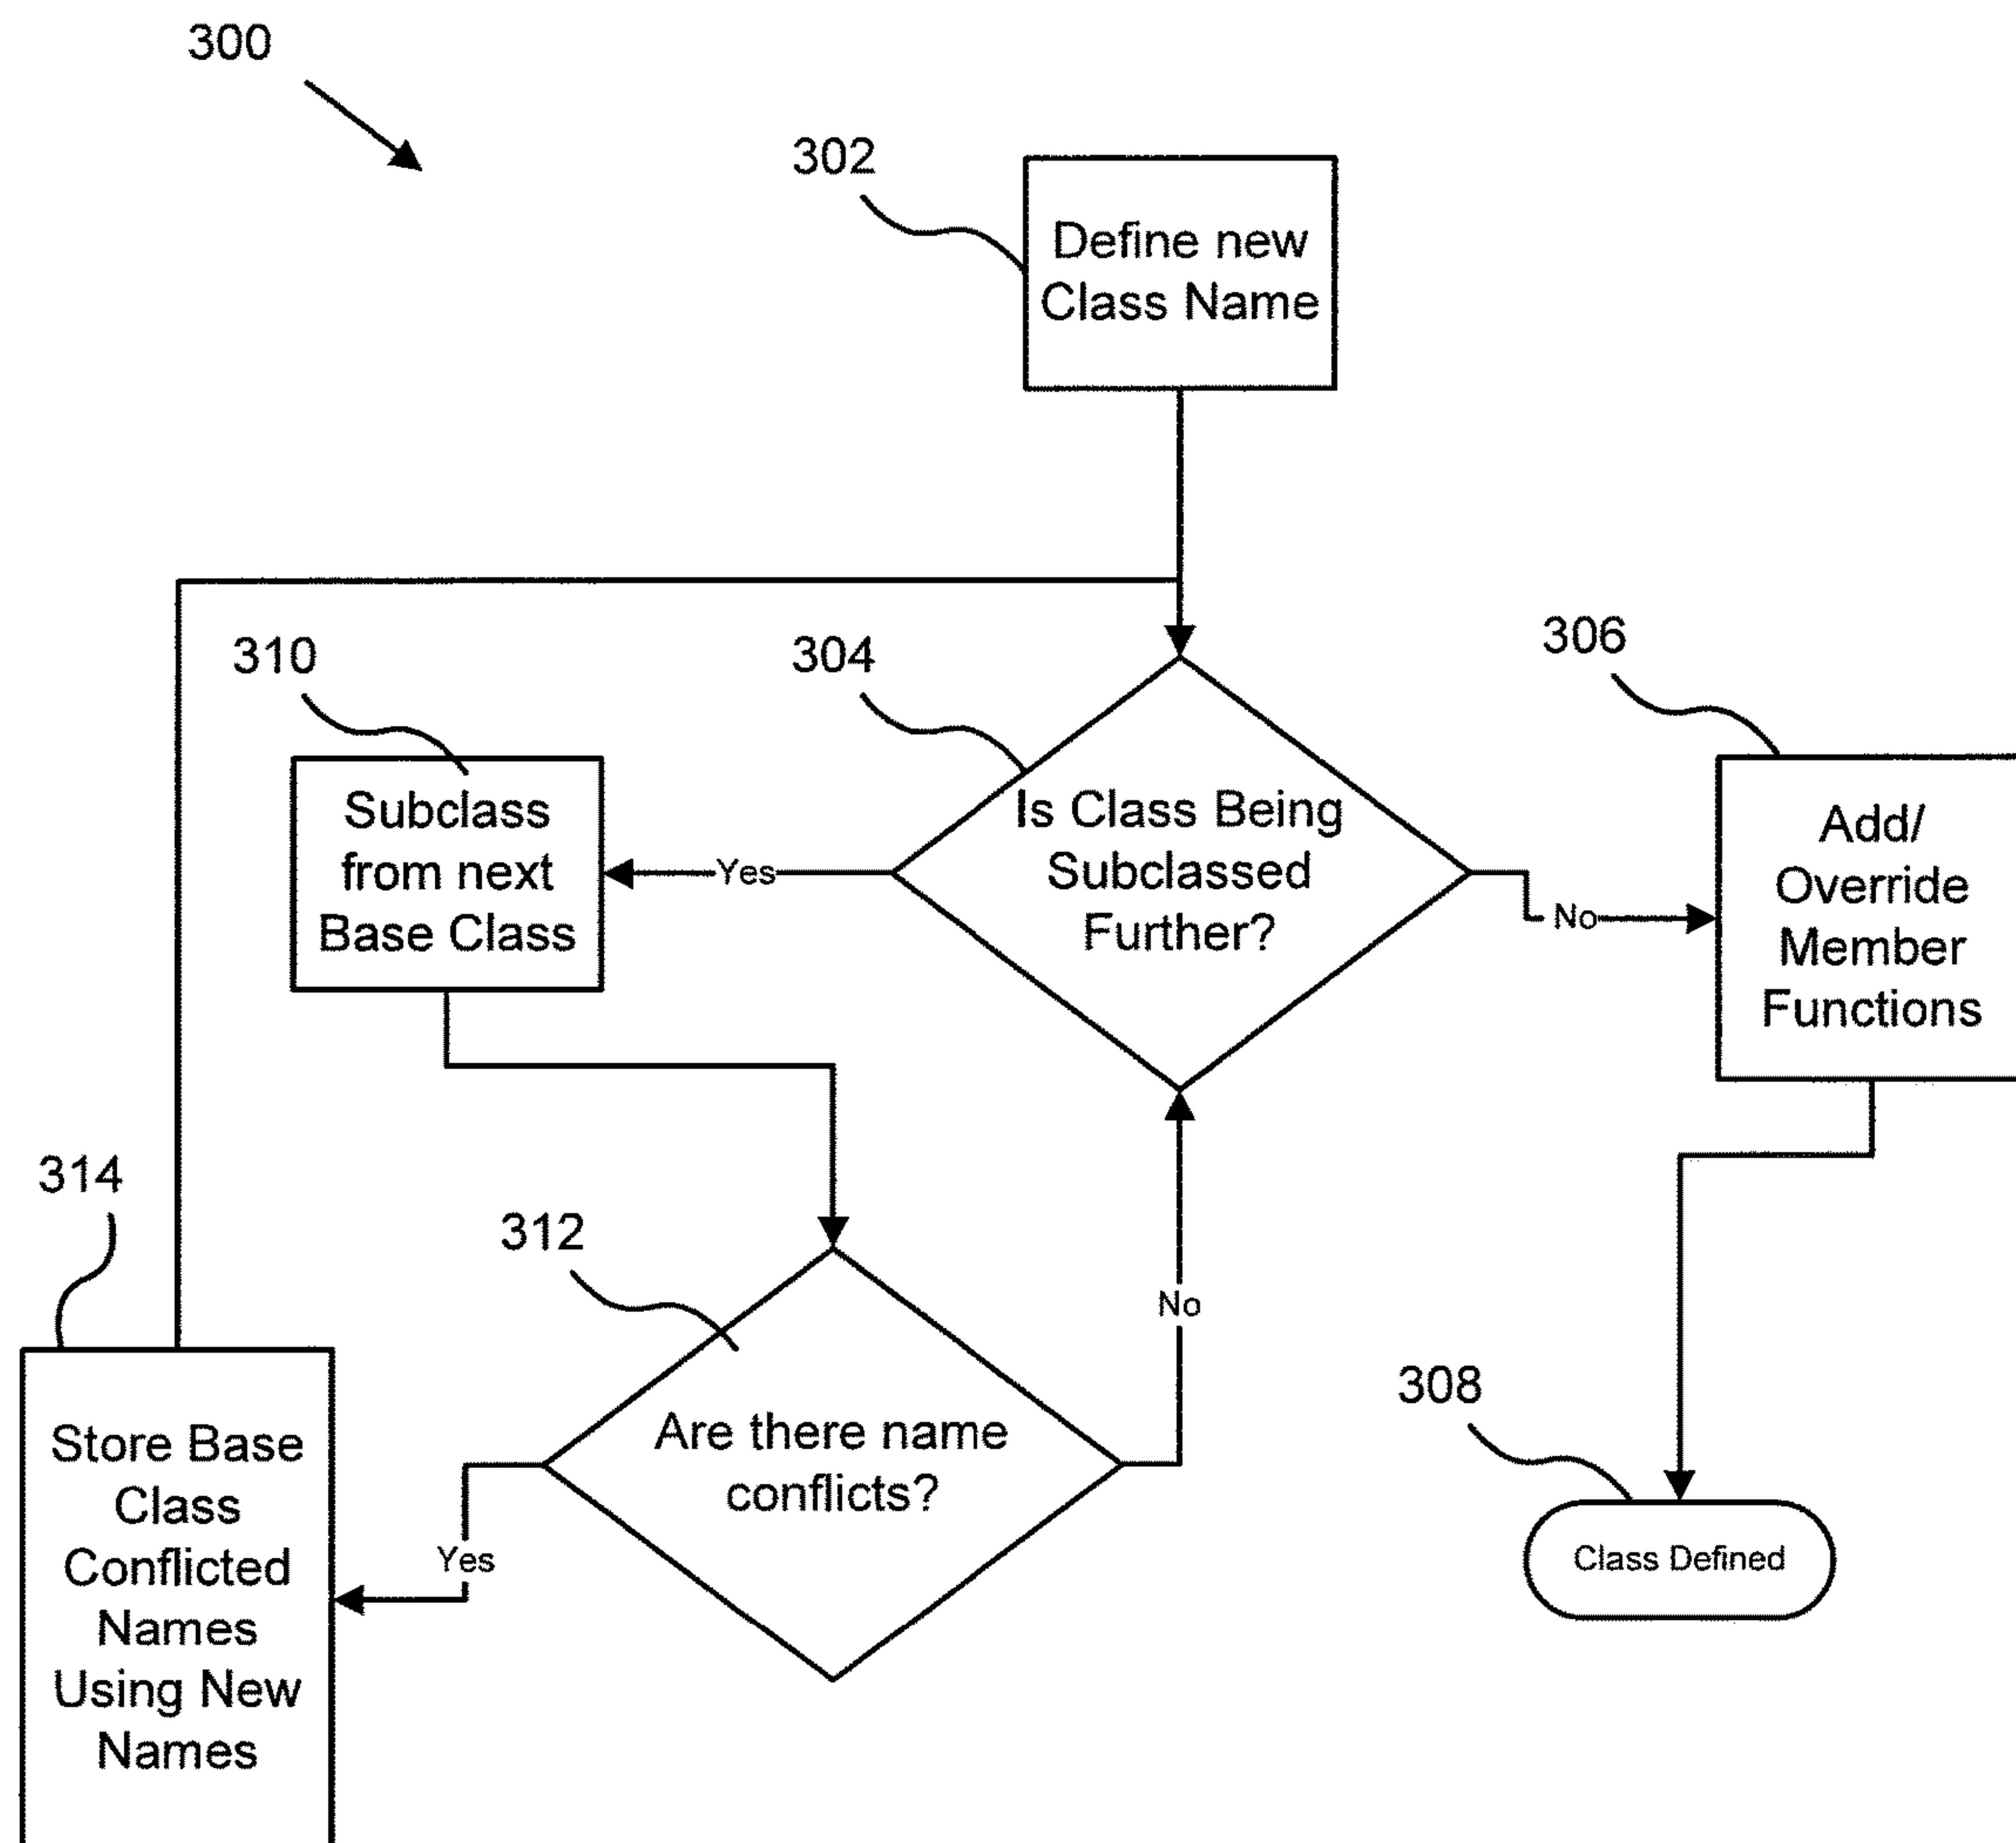 300
302
Define new
Class Name
310
304
306
Subclass
from next
Base Class
Yes
Is Class Being
Subclassed
Further?
No
Add/
Override
Member
Functions
314
312
No
308
Store Base
Class
Conflicted
Names
Using New
Names
Yes
Are there name
conflicts?
Class Defined